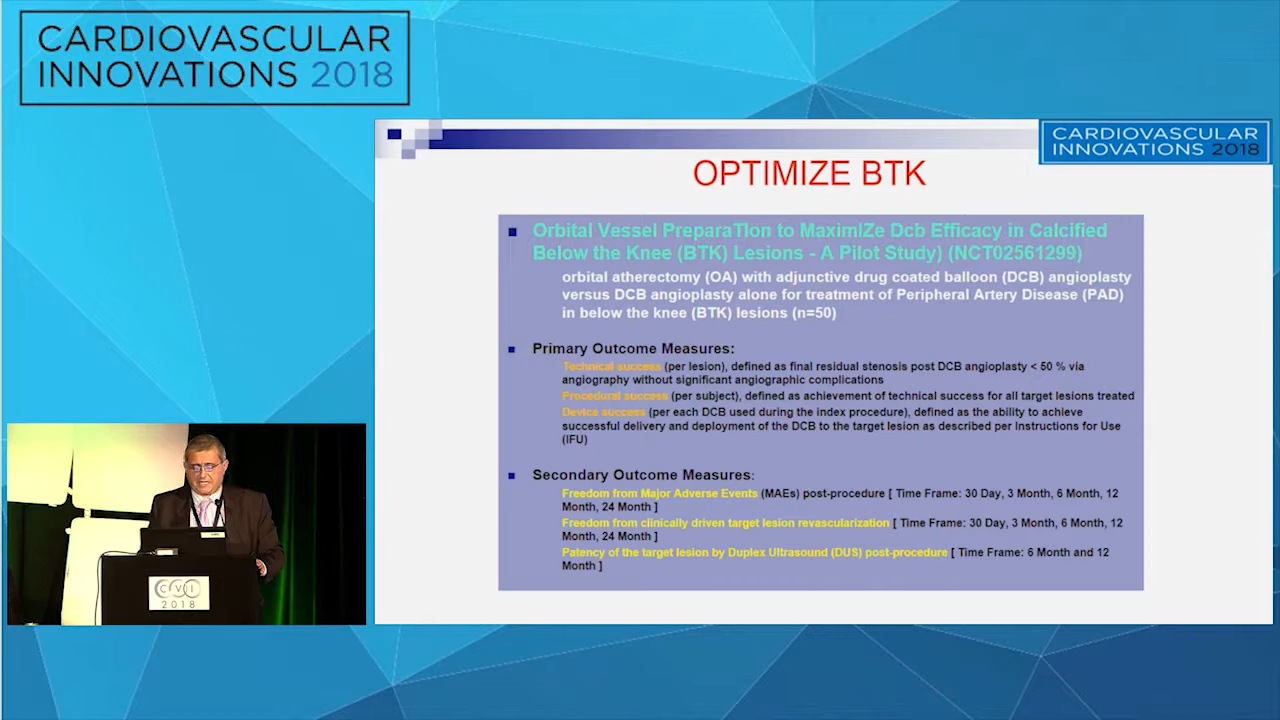 CARDIOVASCULAR
INNOVATIONS 2018
CARDIOVASCULAR
INNOVATIONS 2018
OPTIMIZE BTK
Orbital Vessel PreparaTIon to MaximIZe Dcb Efficacy in Calcified
Below the Knee (BTK) Lesions - A Pilot Study) (NCT02561299)
orbital atherectomy (OA) with adjunctive drug coated balloon (DCB) angioplasty
versus DCB angioplasty alone for treatment of Peripheral Artery Disease (PAD)
in below the knee (BTK) lesions (n=50)
Primary Outcome Measures:
Technical success (per lesion), defined as final residual stenosis post DCB angioplasty < 50 % via
angiography without significant angiographic complications
Procedural success (per subject), defined as achievement of technical success for all target lesions treated
Device success (per each DCB used during the index procedure), defined as the ability to achieve
successful delivery and deployment of the DCB to the target lesion as described per Instructions for Use
(IFU)
Secondary Outcome Measures:
Freedom from Major Adverse Events (MAEs) post-procedure [ Time Frame: 30 Day, 3 Month, 6 Month, 12
Month, 24 Month ]
Freedom from clinically driven target lesion revascularization [ Time Frame: 30 Day, 3 Month, 6 Month, 12
Month, 24 Month ]
Patency of the target lesion by Duplex Ultrasound (DUS) post-procedure [ Time Frame: 6 Month and 12
Month ]
CVI
2018